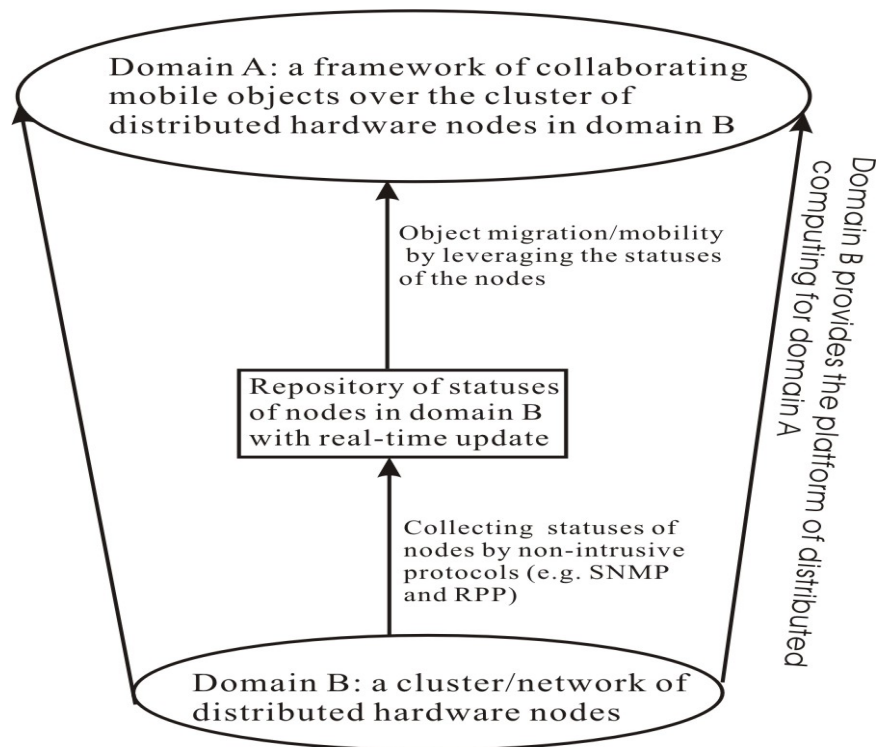 Domain A: a framework of collaborating
mobile objects over the cluster of
distributed hardware nodes in domain B
Object migration/mobility
by leveraging the statuses
of the nodes
Domain B provides the platform of distributed
computing for domain A
Repository of statuses
of nodes in domain B
with real-time update
Collecting statuses of
nodes by non-intrusive
protocols (e.g. SNMP
and RPP)
Domain B: a cluster/network of
distributed hardware nodes